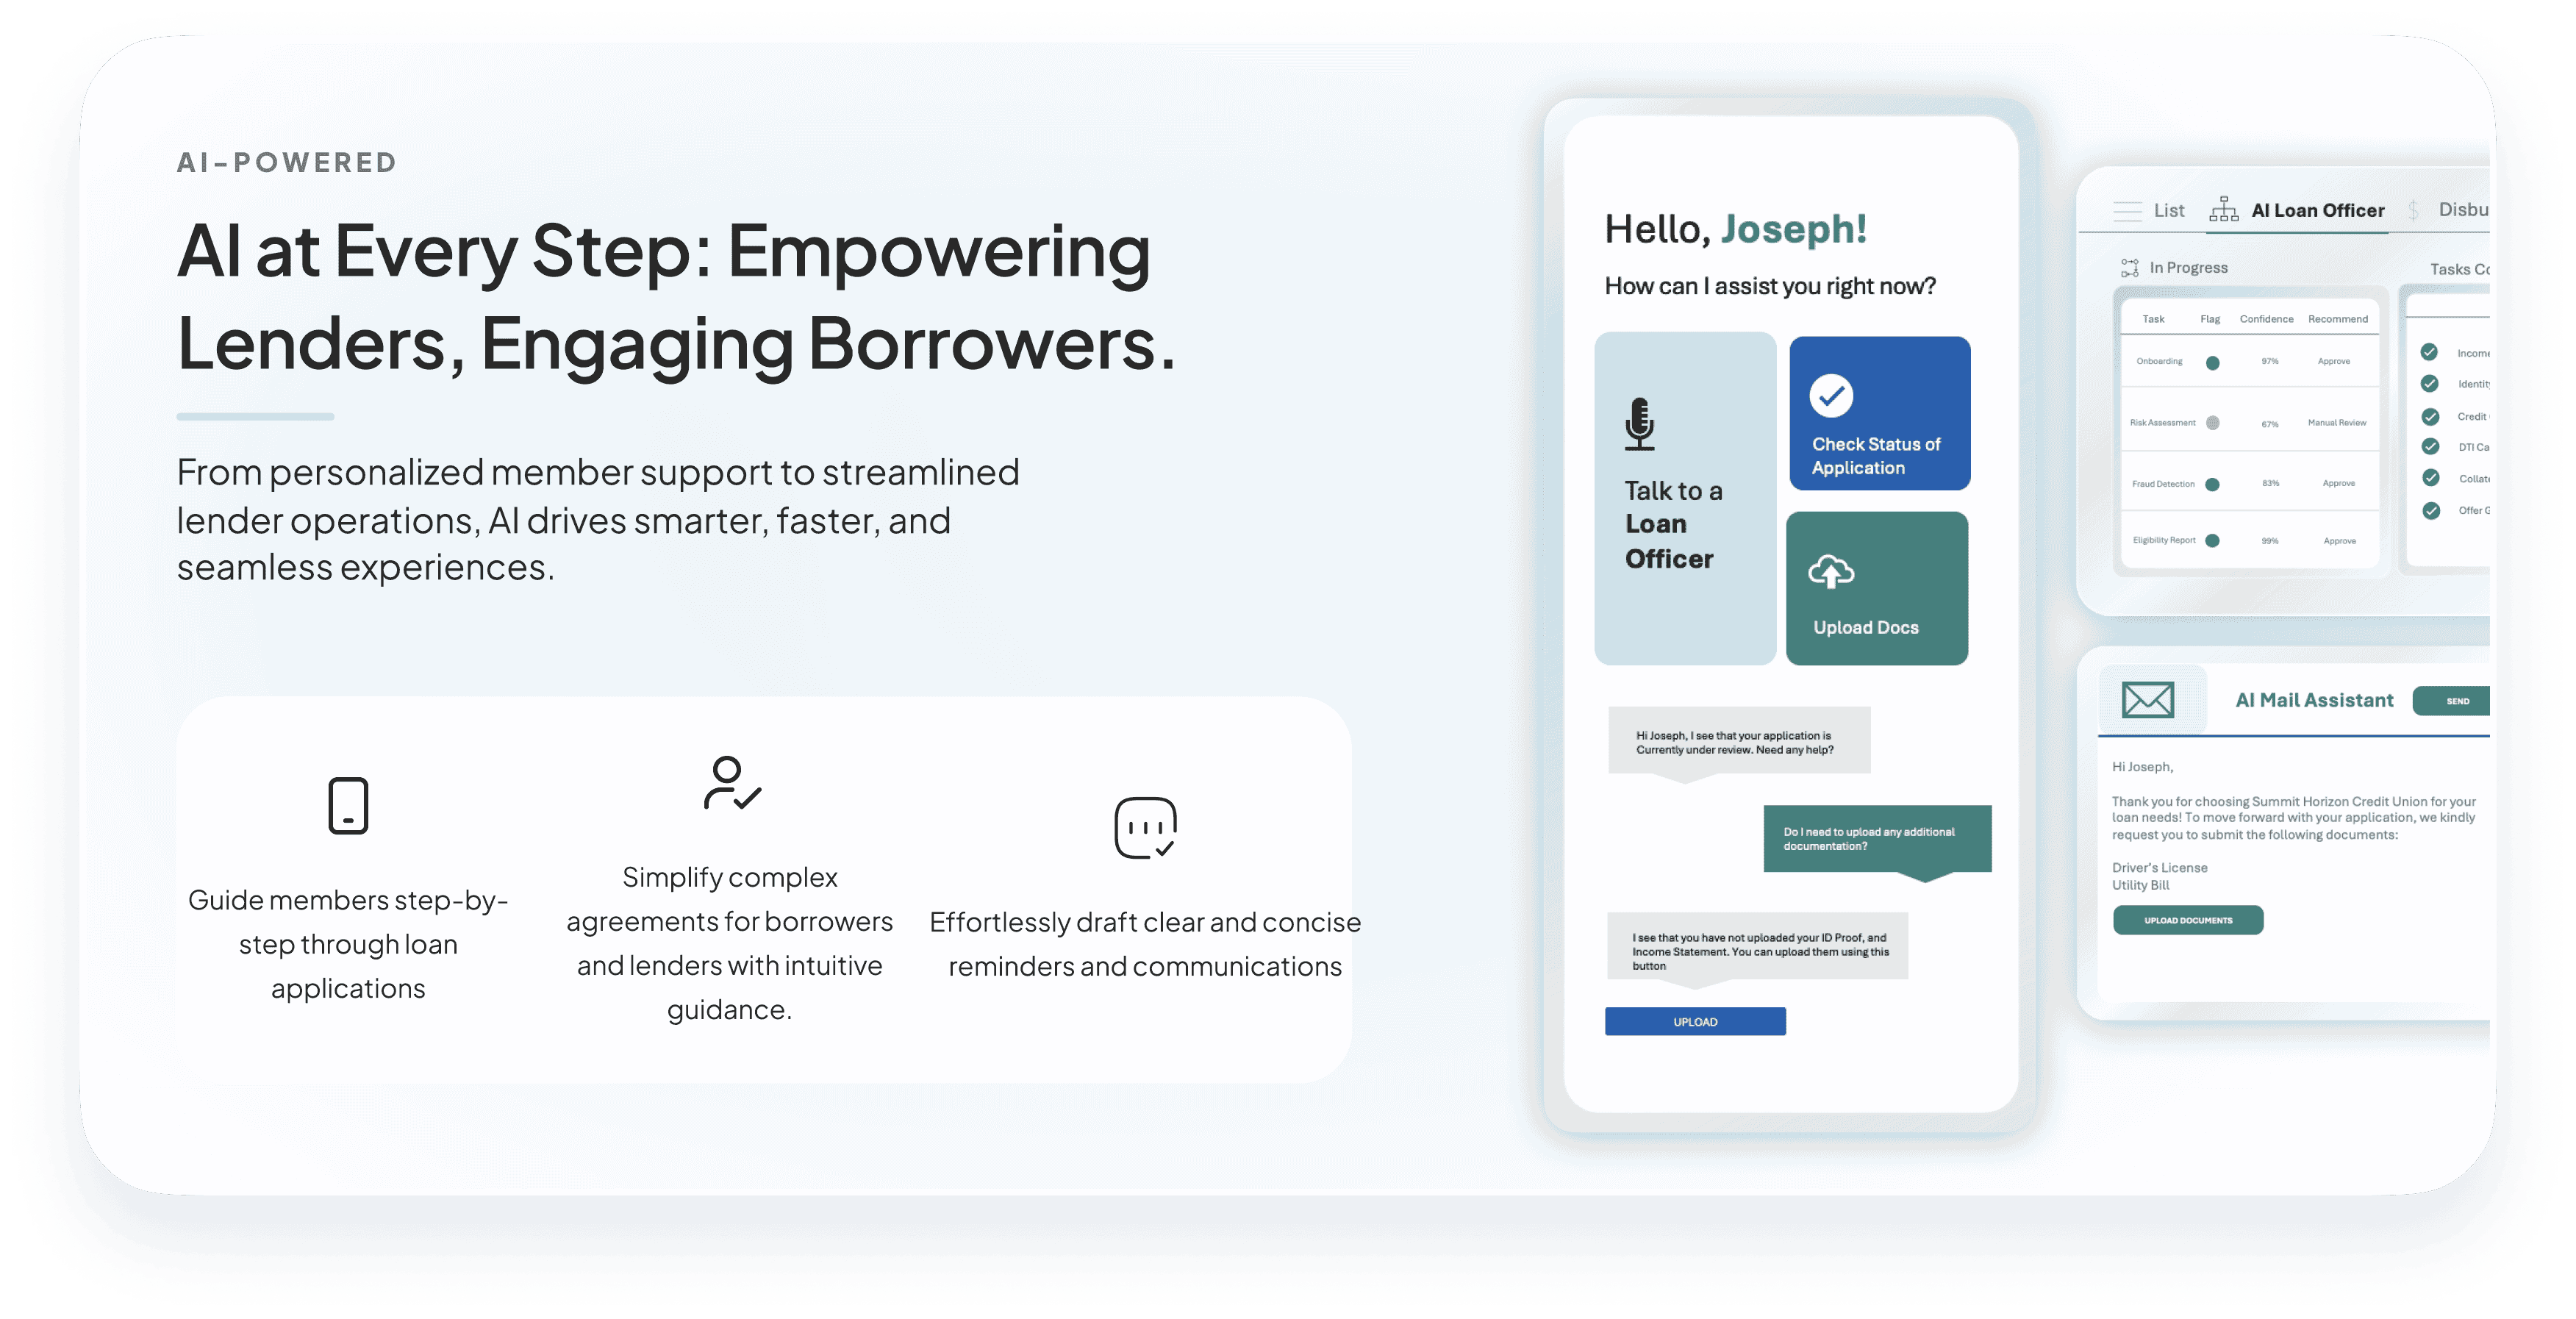 AI-POWERED
AI at Every Step: Empowering
Lenders, Engaging Borrowers.
From personalized member support to streamlined
lender operations, AI drives smarter, faster, and
seamless experiences.
Guide members step-by-
step through loan
applications
Simplify complex
agreements for borrowers
and lenders with intuitive
guidance.
Effortlessly draft clear and concise
reminders and communications
Hello, Joseph!
How can I assist you right now?
Talk to a
Loan
Officer
Check Status of
Application
Upload Docs
Hi Joseph, I see that your application is
Currently under review. Need any help?
Do I need to upload any additional
documentation?
I see that you have not uploaded your ID Proof, and
Income Statement. You can upload them using this
button
UPLOAD
List AI Loan Officer $ Disbu
In Progress
Task Flag Confidence Recommend
Onboarding 97% Approve
Risk Assessment 67% Manual Review
Fraud Detection 83% Approve
Eligibility Report 99% Approve
Tasks Co
Income
Identity
Credit
DTI Ca
Collate
Offer G
AI Mail Assistant SEND
Hi Joseph,
Thank you for choosing Summit Horizon Credit Union for your
loan needs! To move forward with your application, we kindly
request you to submit the following documents:
Driver's License
Utility Bill
UPLOAD DOCUMENTS